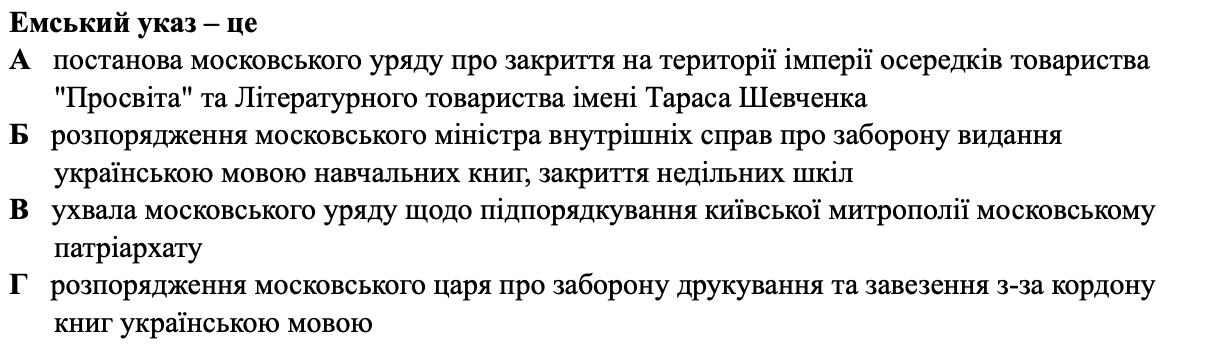 Емський указ – це
А постанова московського уряду про закриття на території імперії осередків товариства
"Просвіта" та Літературного товариства імені Тараса Шевченка
Б розпорядження московського міністра внутрішніх справ про заборону видання
українською мовою навчальних книг, закриття недільних шкіл
В ухвала московського уряду щодо підпорядкування київської митрополії московському
патріархату
Г розпорядження московського царя про заборону друкування та завезення з-за кордону
книг українською мовою